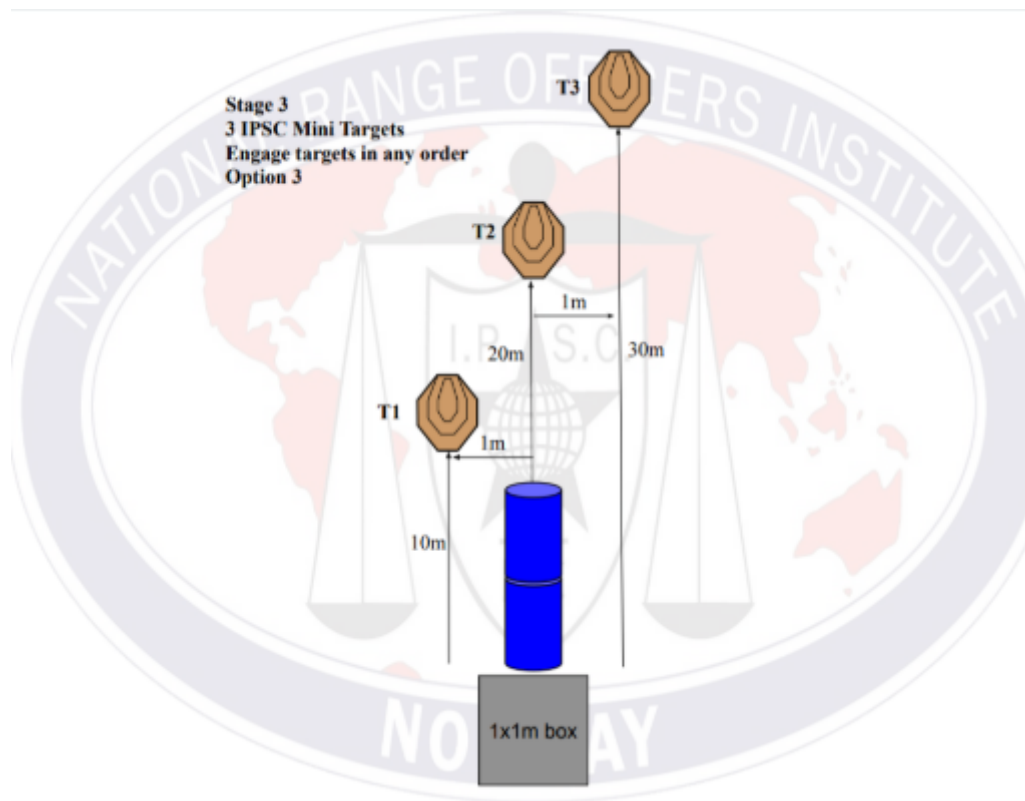 NATIONAL RANGE OFFICERS INSTITUTE
Stage 3
3 IPSC Mini Targets
Engage targets in any order
Option 3
T3
T2
1m
I.P.S.C.
20m
30m
T1
1m
10m
1x1m box